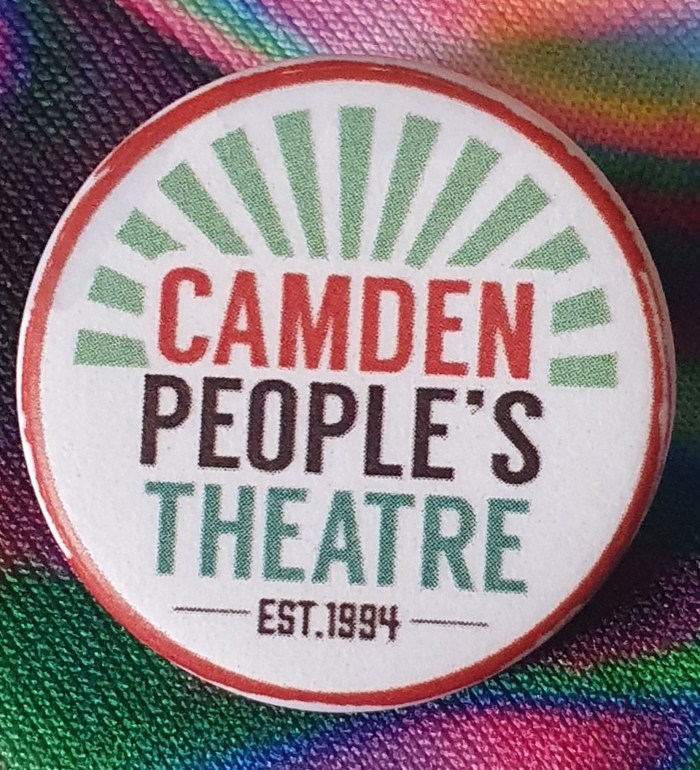 CAMDEN
PEOPLE'S
THEATRE
EST.1994